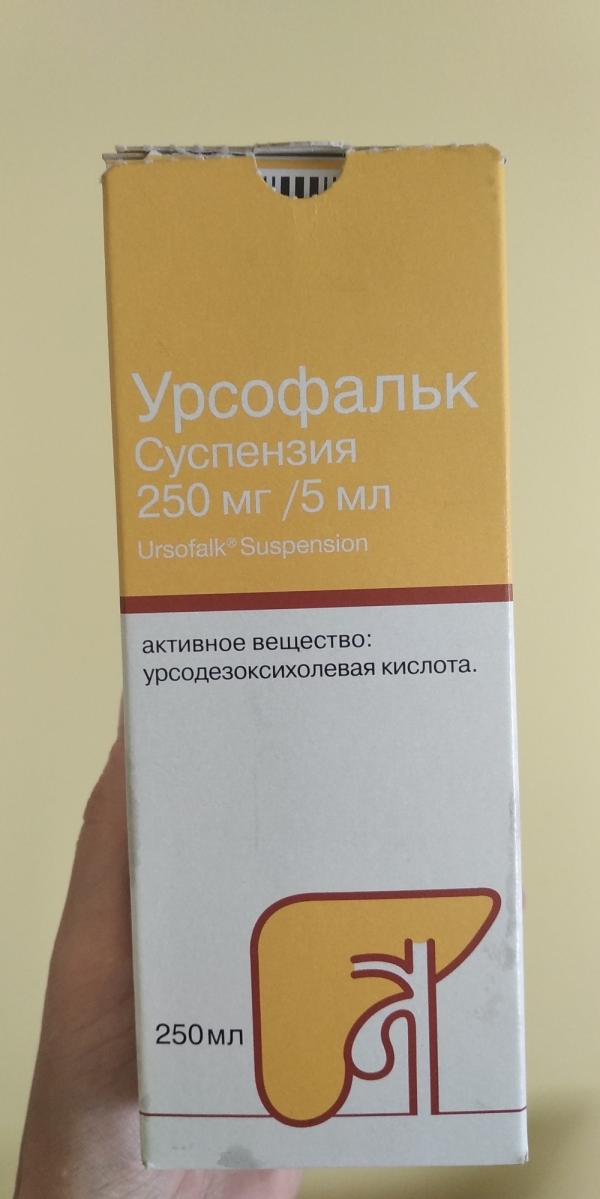 Урсофальк
Суспензия
250 мг /5 мл
Ursofalk® Suspension
активное вещество:
урсодезоксихолевая кислота.
250 мл